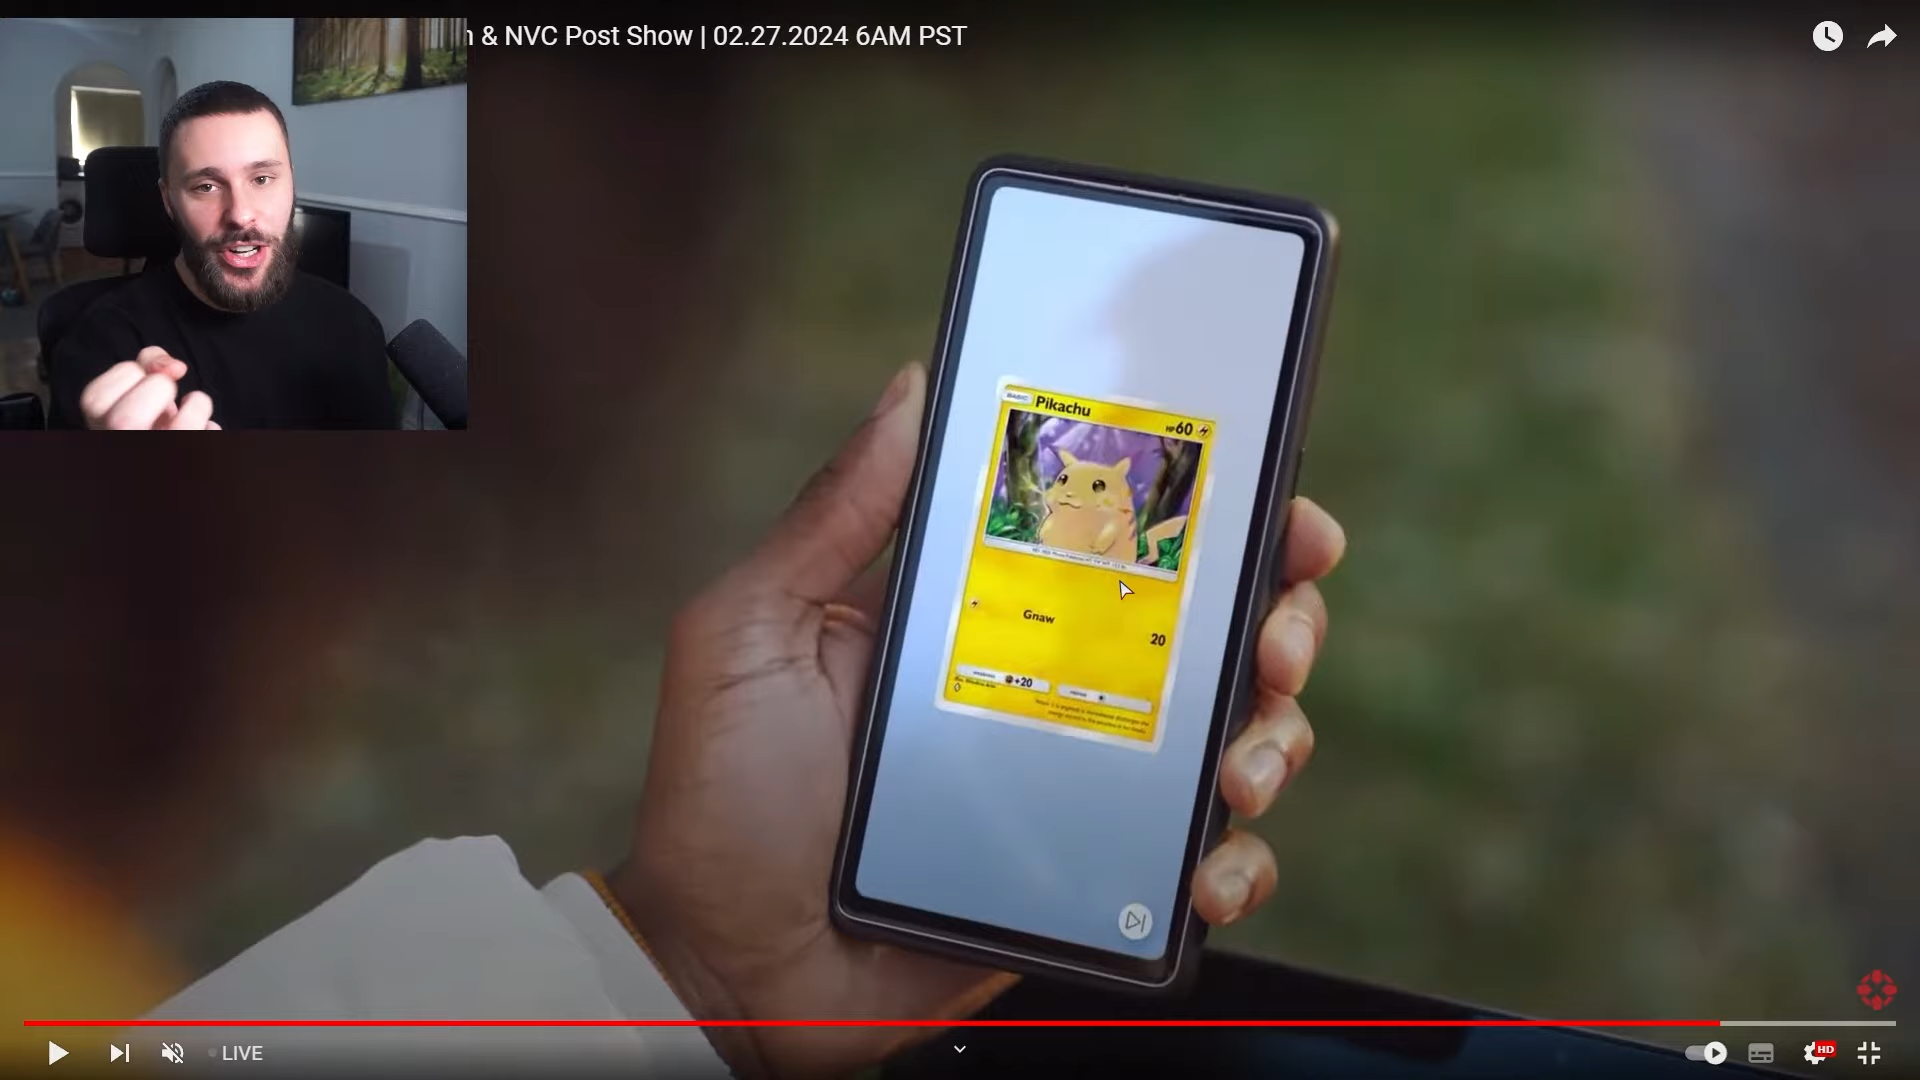 & NVC Post Show | 02.27.2024 6AM PST
BASIC Pikachu
HP60
Gnaw
20
+20
LIVE
HD